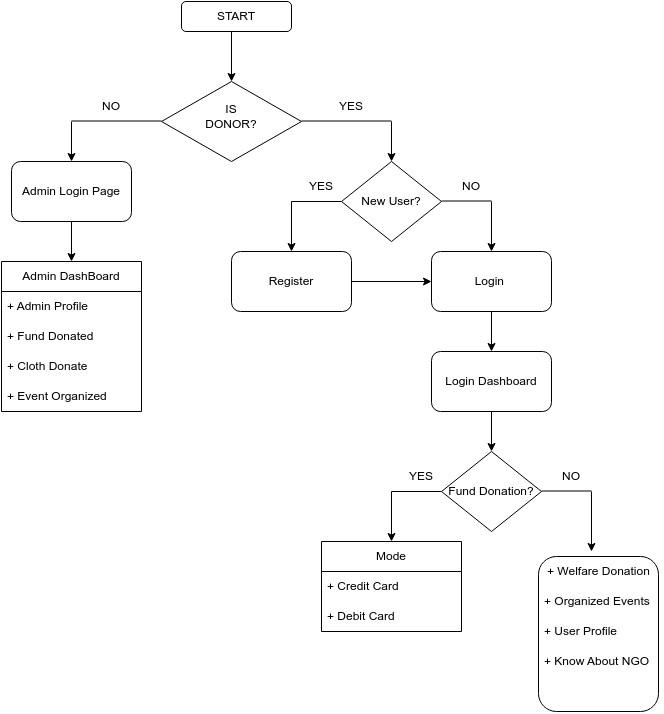 START
IS
DONOR?
NO
YES
Admin Login Page
YES
New User?
NO
Admin DashBoard
+ Admin Profile
+ Fund Donated
+ Cloth Donate
+ Event Organized
Register
Login
Login Dashboard
YES
Fund Donation?
NO
Mode
+ Credit Card
+ Debit Card
+ Welfare Donation
+ Organized Events
+ User Profile
+ Know About NGO